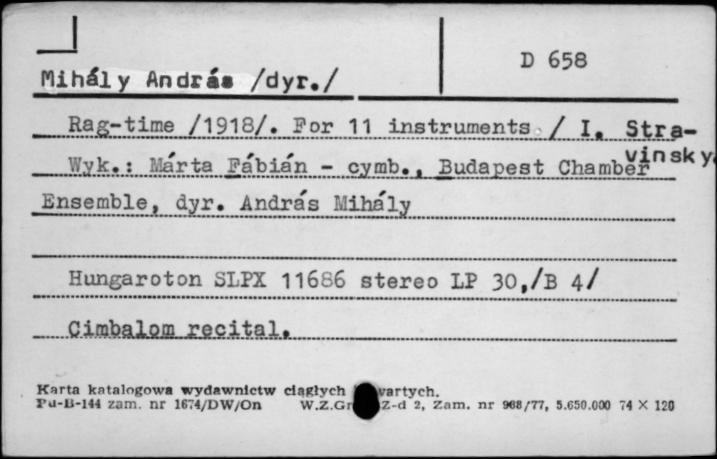 D 658
Mihály András /dyr./
Rag-time /1918/. For 11 instruments. / I. Stra-
vinsky.
Wyk.: Márta Fábián - cymb., Budapest Chamber
Ensemble, dyr. András Mihály
Hungaroton SLPX 11686 stereo LP 30,/B 4/
Cimbalom recital.
Karta katalogowa wydawnictw ciągłych
Pu-B-144 zam. nr 1674/DW/On W.Z.Gr Z-d 2, Zam. nr 968/77, 5.650.000 74 X 120